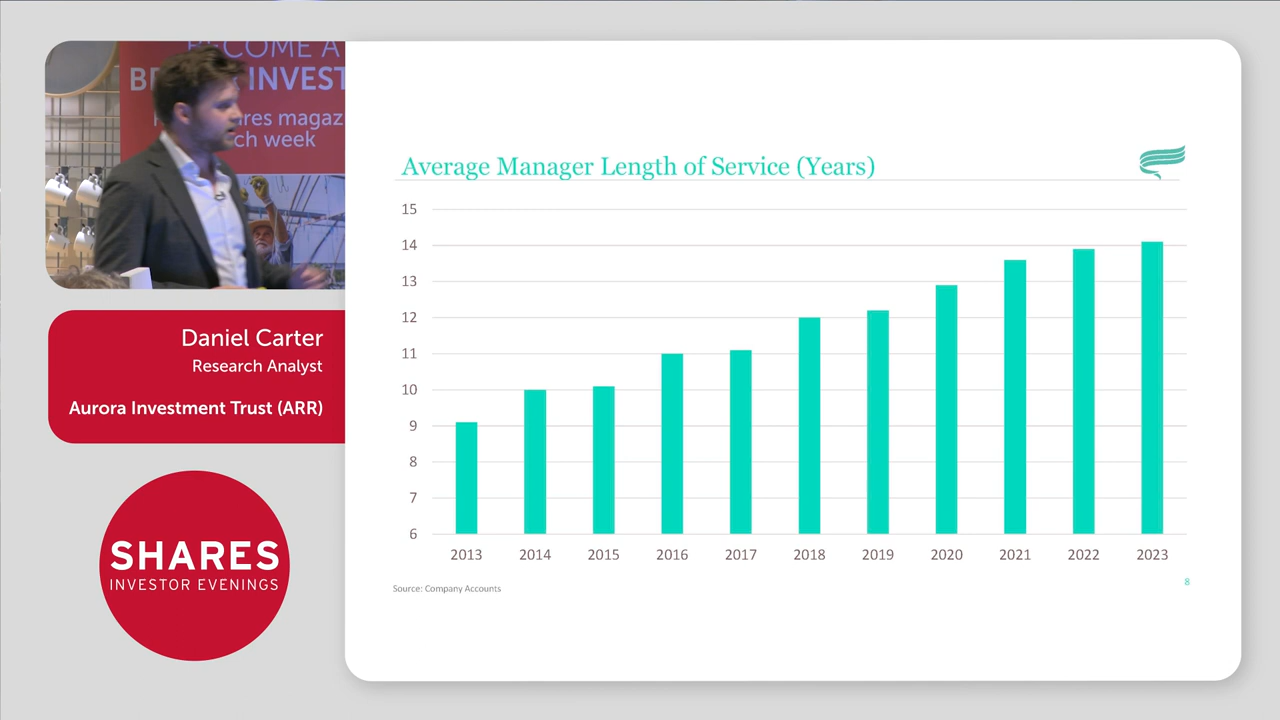 BECOME A
INVEST
ires magaz
ch week
Daniel Carter
Research Analyst
Aurora Investment Trust (ARR)
SHARES
INVESTOR EVENINGS
Average Manager Length of Service (Years)
15
14
13
12
11
10
9
8
7
6
2013 2014 2015 2016 2017 2018 2019 2020 2021 2022 2023
Source: Company Accounts
8